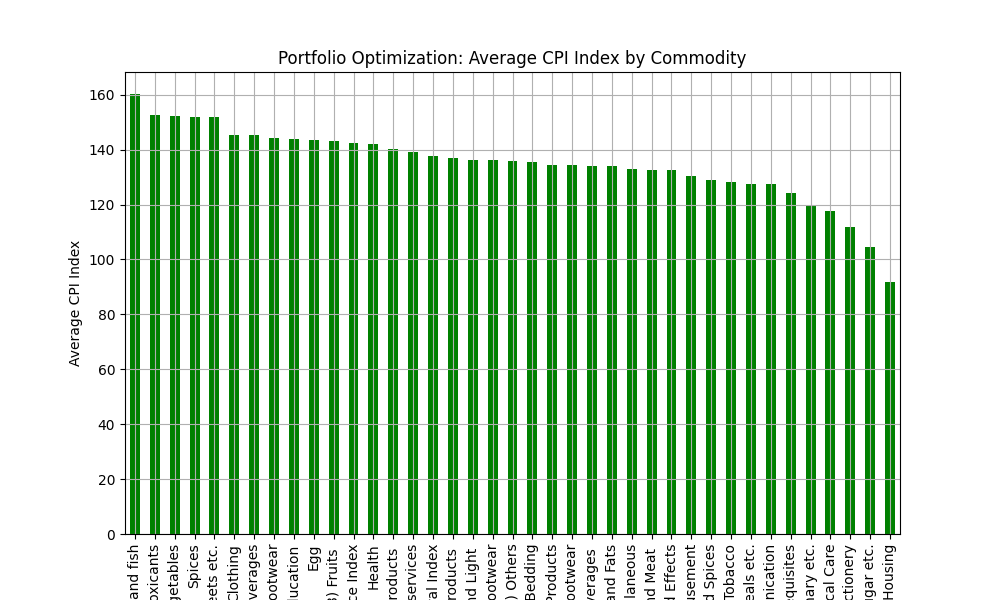 Portfolio Optimization: Average CPI Index by Commodity
Average CPI Index
160
140
120
100
80
60
40
20
0
and fish
oxicants
getables
Spices
eets etc.
Clothing
verages
ootwear
ducation
Egg
) Fruits
ce Index
Health
roducts
services
al Index
roducts
nd Light
ootwear
) Others
Bedding
Products
ootwear
verages
and Fats
llaneous
nd Meat
d Effects
usement
d Spices
Tobacco
eals etc.
nication
quisites
nary etc.
cal Care
ctionery
gar etc.
Housing